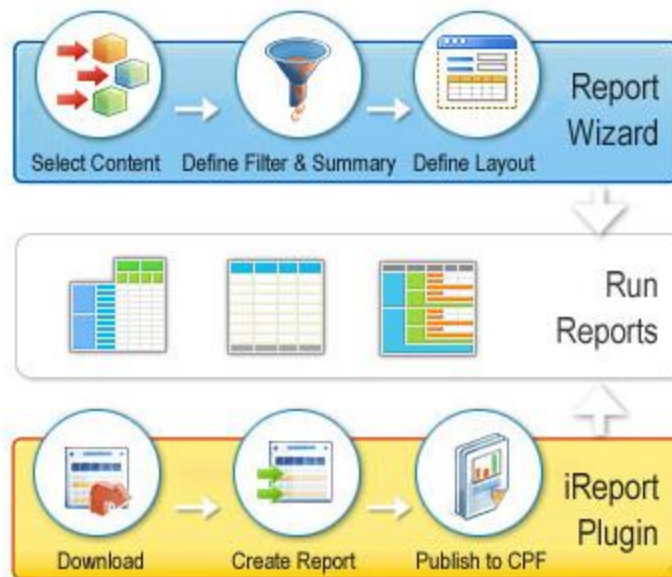 Report
Wizard
Select Content
Define Filter & Summary
Define Layout
Run
Reports
iReport
Plugin
Download
Create Report
Publish to CPF